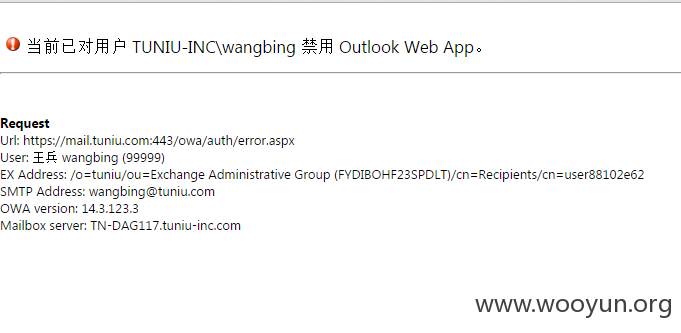 当前已对用户 TUNIU-INC\wangbing 禁用 Outlook Web App。
Request
Url: https://mail.tuniu.com:443/owa/auth/error.aspx
User: 王兵 wangbing (99999)
EX Address: /o=tuniu/ou=Exchange Administrative Group (FYDIBOHF23SPDLT)/cn=Recipients/cn=user88102e62
SMTP Address: wangbing@tuniu.com
OWA version: 14.3.123.3
Mailbox server: TN-DAG117.tuniu-inc.com
www.wooyun.org